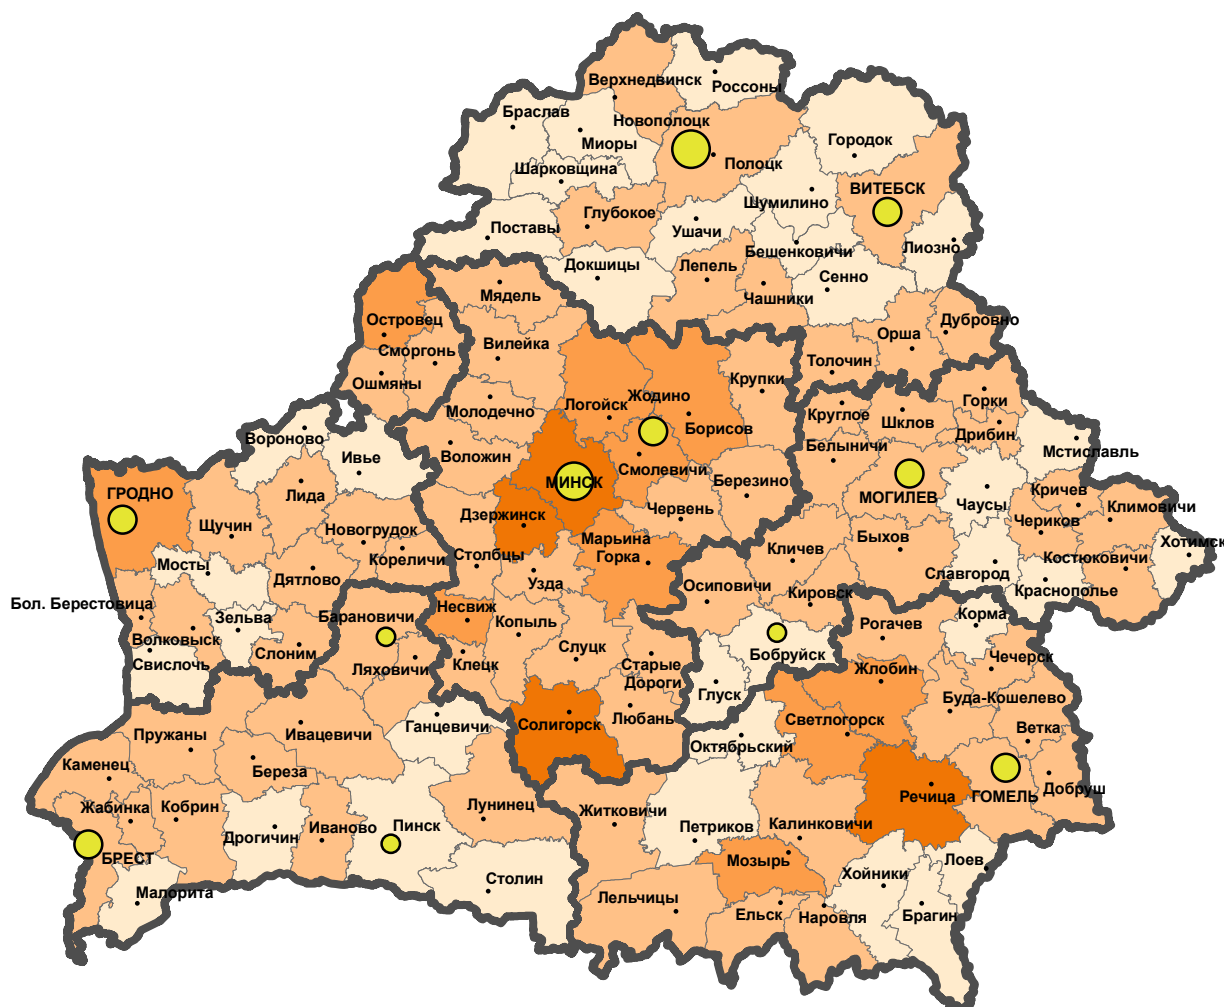 Верхнедвинск
Россоны
Браслав
Новополоцк
Миоры
Городок
Полоцк
Шарковщина
ВИТЕБСК
Шумилино
Глубокое
Поставы
Ушачи
Бешенковичи
Лиозно
Докшицы
Лепель
Сенно
Мядель
Чашники
Островец
Дубровно
Орша
Сморгонь
Вилейка
Толочин
Ошмяны
Крупки
Жодино
Логойск
Молодечно
Горки
Круглое
Шклов
Борисов
Дрибин
Вороново
Белыничи
Мстиславль
Ивье
Воложин
Смолевичи
МИНСК
Березино
ГРОДНО
Лида
МОГИЛЕВ
Кричев
Чаусы
Климовичи
Дзержинск
Червень
Щучин
Новогрудок
Чериков
Марьина
Горка
Быхов
Кличев
Хотимск
Столбцы
Кореличи
Мосты
Костюковичи
Славгород
Дятлово
Узда
Осиповичи
Краснополье
Кировск
Бол. Берестовица
Несвиж
Барановичи
Зельва
Корма
Копыль
Рогачев
Волковыск
Слуцк
Слоним
Бобруйск
Свислочь
Клецк
Ляховичи
Старые
Дороги
Чечерск
Жлобин
Глуск
Буда-Кошелево
Солигорск
Любань
Светлогорск
Ганцевичи
Ветка
Пружаны
Ивацевичи
Октябрьский
Каменец
Береза
Добруш
Речица
ГОМЕЛЬ
Жабинка
Кобрин
Лунинец
Житковичи
Калинковичи
Иваново
Пинск
Петриков
Дрогичин
БРЕСТ
Мозырь
Лоев
Хойники
Столин
Малорита
Лельчицы
Ельск
Наровля
Брагин